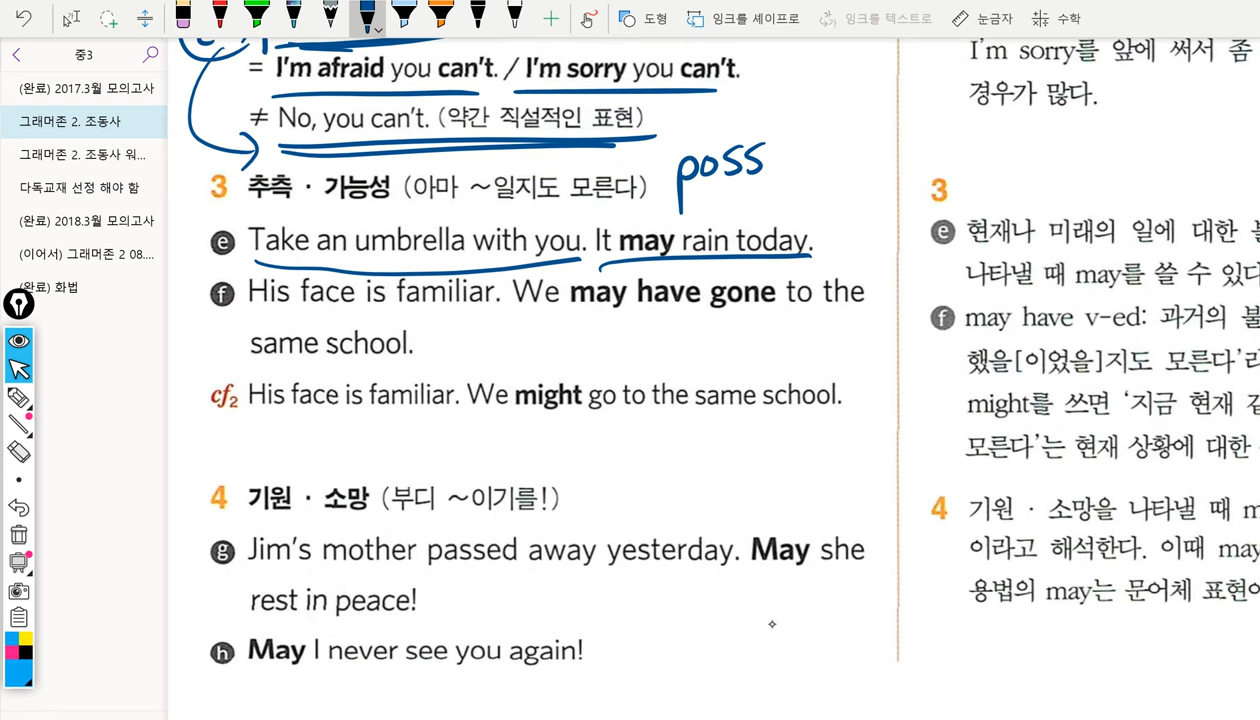 도형
잉크를 셰이프로
잉크를 텍스트로
눈금자
수학
중3
(완료) 2017.3월 모의고사
그래머존 2. 조동사
그래머존 2. 조동사 워...
다독교재 선정 해야 함
(완료) 2018.3월 모의고사
(이어서) 그래머존 2 08....
(완료) 화법
= I'm afraid you can't. / I'm sorry you can't.
≠ No, you can't. (약간 직설적인 표현)
poss
3 추측 · 가능성 (아마 ～일지도 모른다)
e Take an umbrella with you. It may rain today.
f His face is familiar. We may have gone to the
same school.
cf2 His face is familiar. We might go to the same school.
4 기원 · 소망 (부디 ～이기를!)
g Jim's mother passed away yesterday. May she
rest in peace!
h May I never see you again!
I'm sorry를 앞에 써서 좀
경우가 많다.
3
e 현재나 미래의 일에 대한
나타낼 때 may를 쓸 수 있다
f may have v-ed: 과거의 불
했을[이었을]지도 모른다'라
might를 쓰면 '지금 현재
모른다'는 현재 상황에 대한
4 기원 · 소망을 나타낼 때 m
이라고 해석한다. 이때 may
용법의 may는 문어체 표현이